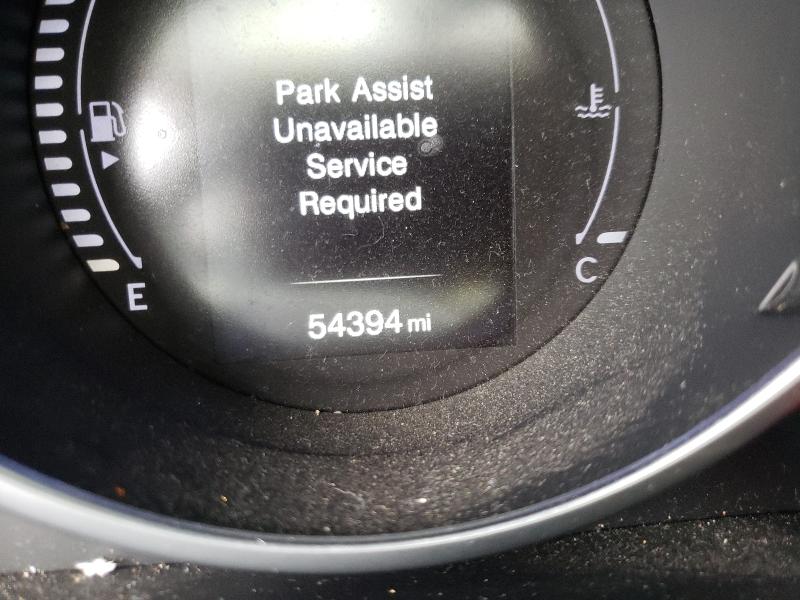 Park Assist
Unavailable
Service
Required
E
C
54394 mi